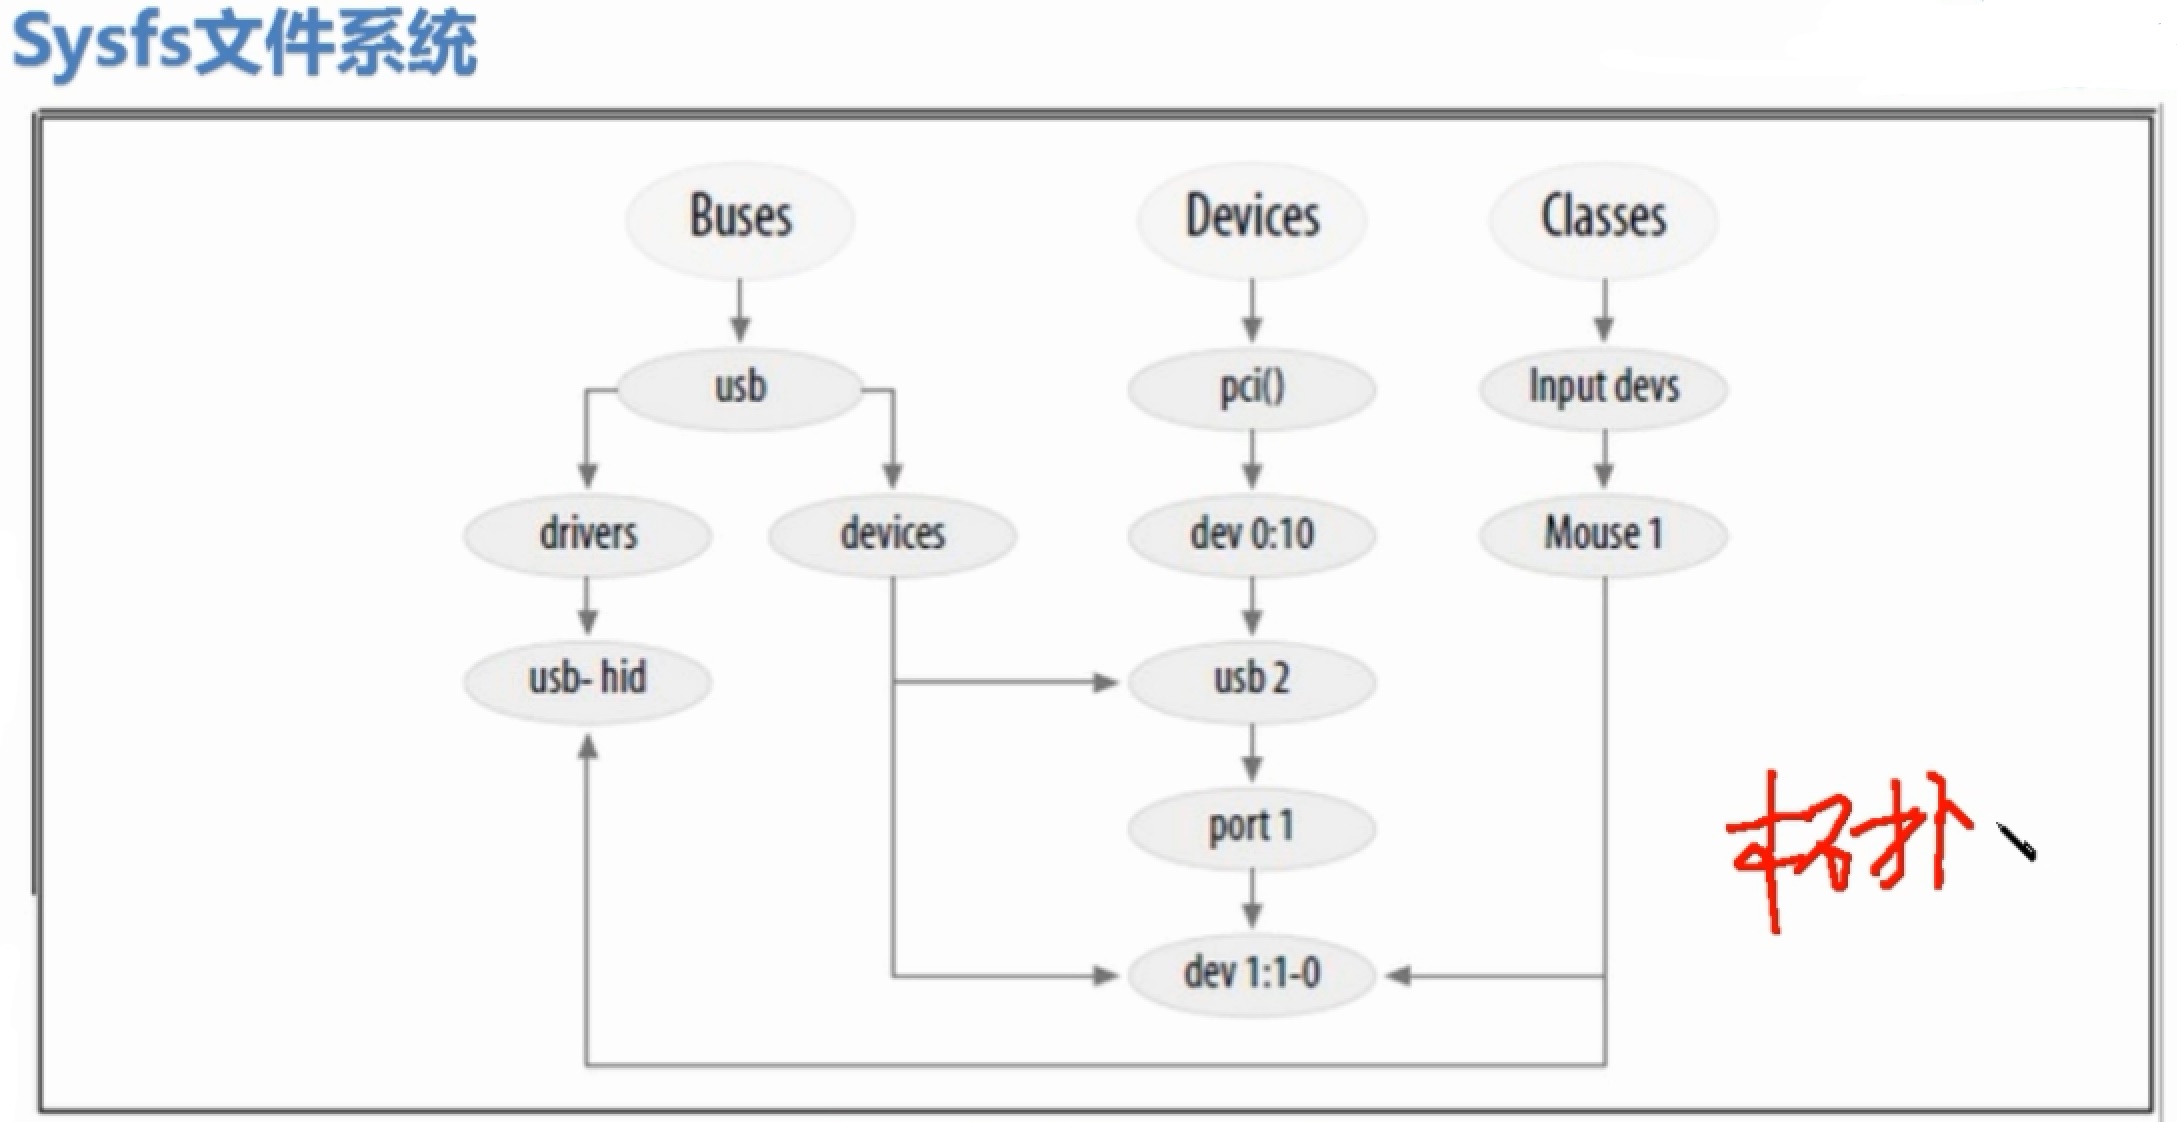 Sysfs文件系统
Buses Devices Classes
usb pci() Input devs
drivers devices dev 0:10 Mouse 1
usb- hid usb 2
port 1
拓扑
dev 1:1-0